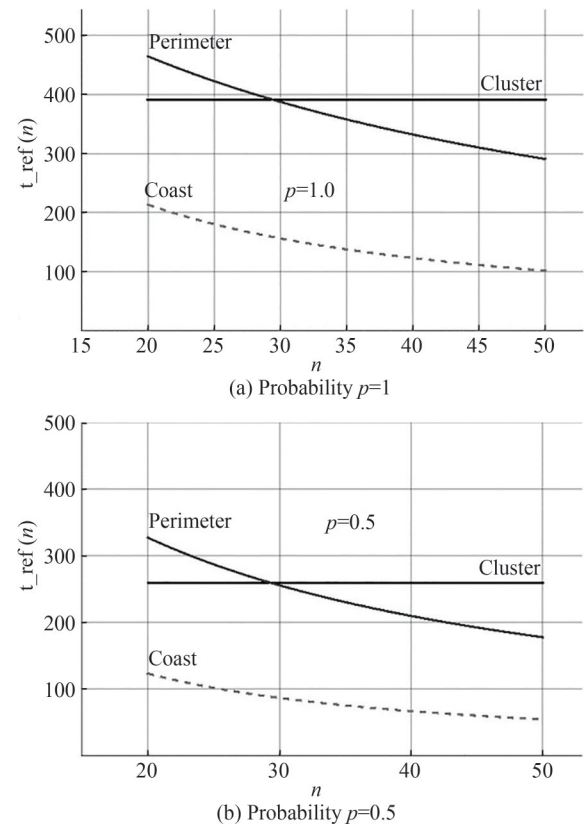 500
Perimeter
400
Cluster
300
t_ref (n)
Coast
p=1.0
200
100
15 20 25 30 35 40 45 50
n
(a) Probability p=1
500
400
Perimeter
p=0.5
300
Cluster
t_ref (n)
200
Coast
100
20 30 40 50
n
(b) Probability p=0.5